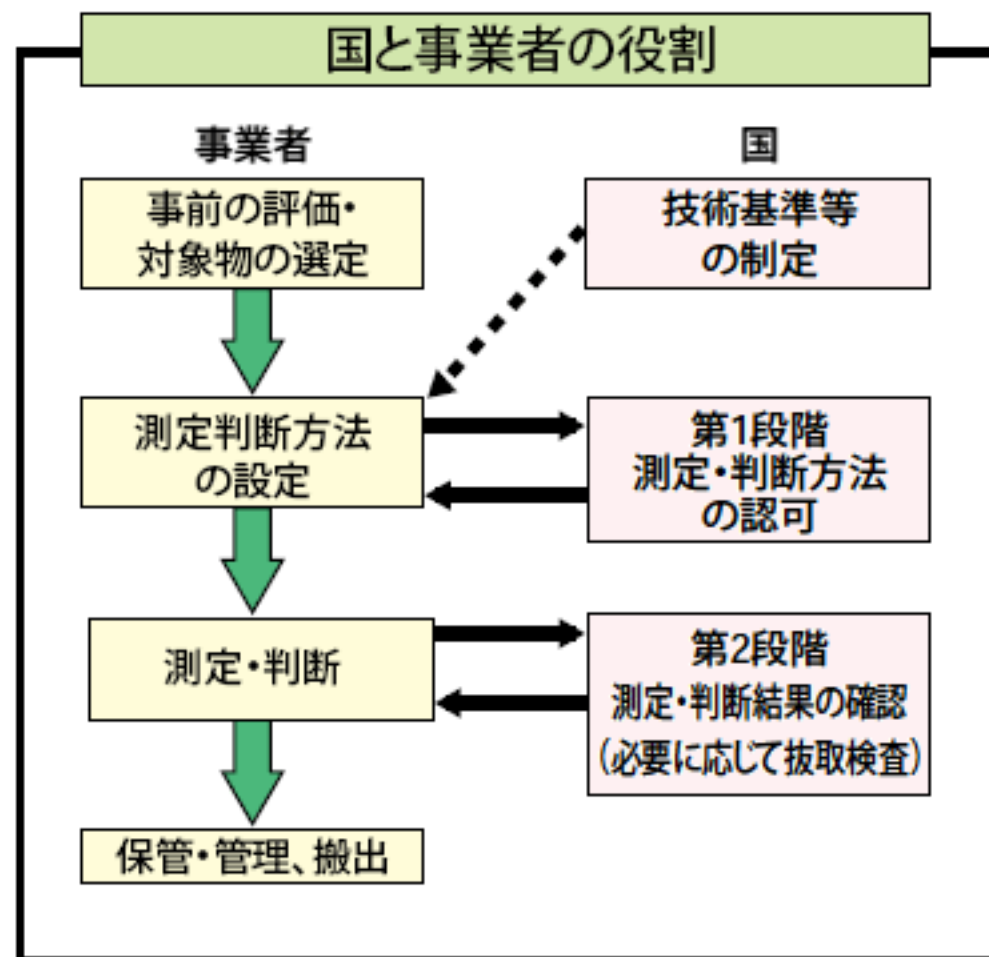 国と事業者の役割
事業者
国
事前の評価・
対象物の選定
技術基準等
の制定
測定判断方法
の設定
第1段階
測定・判断方法
の認可
測定・判断
第2段階
測定・判断結果の確認
(必要に応じて抜取検査)
保管・管理、搬出